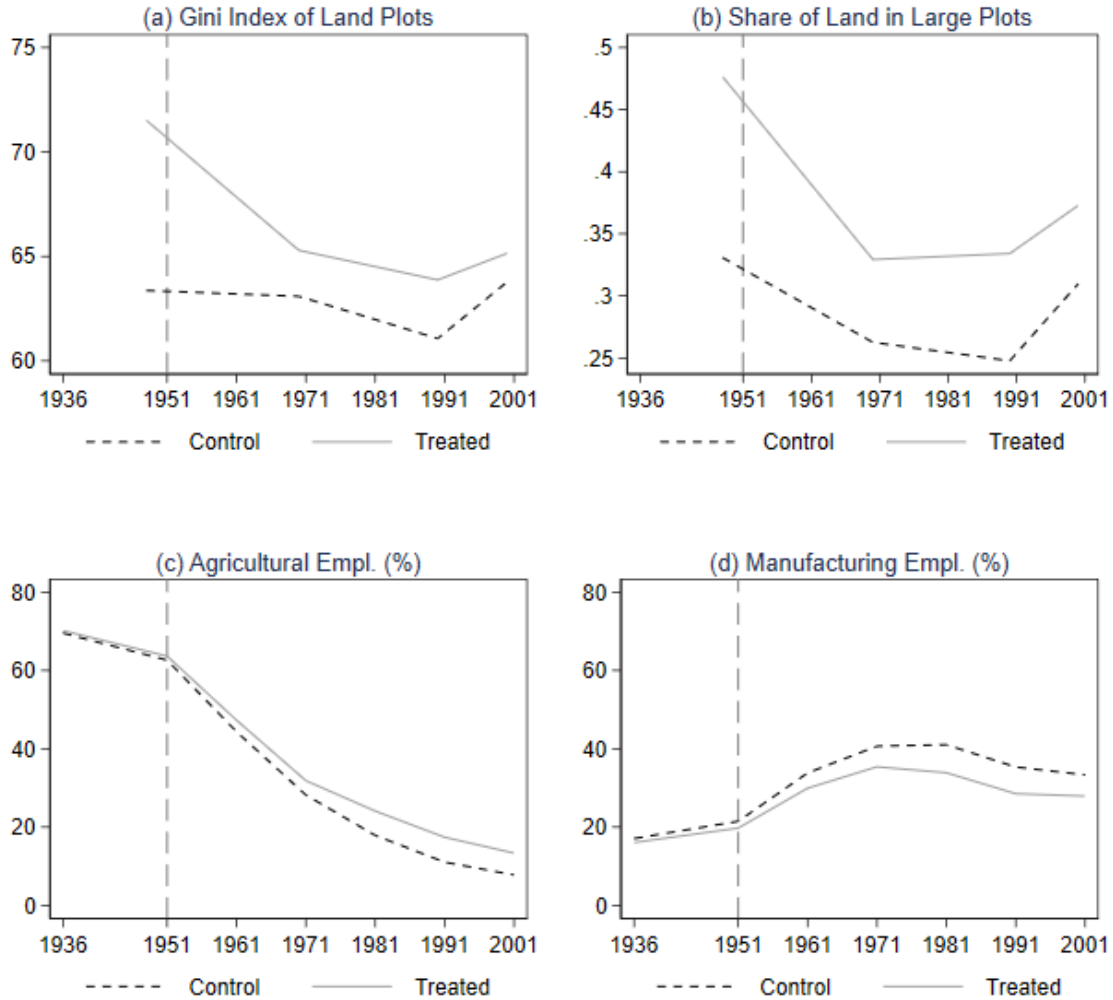 (a) Gini Index of Land Plots
75
70
65
60
1936 1951 1961 1971 1981 1991 2001
Control Treated
(b) Share of Land in Large Plots
.5
.45
.4
.35
.3
.25
1936 1951 1961 1971 1981 1991 2001
Control Treated
(c) Agricultural Empl. (%)
80
60
40
20
0
1936 1951 1961 1971 1981 1991 2001
Control Treated
(d) Manufacturing Empl. (%)
80
60
40
20
0
1936 1951 1961 1971 1981 1991 2001
Control Treated